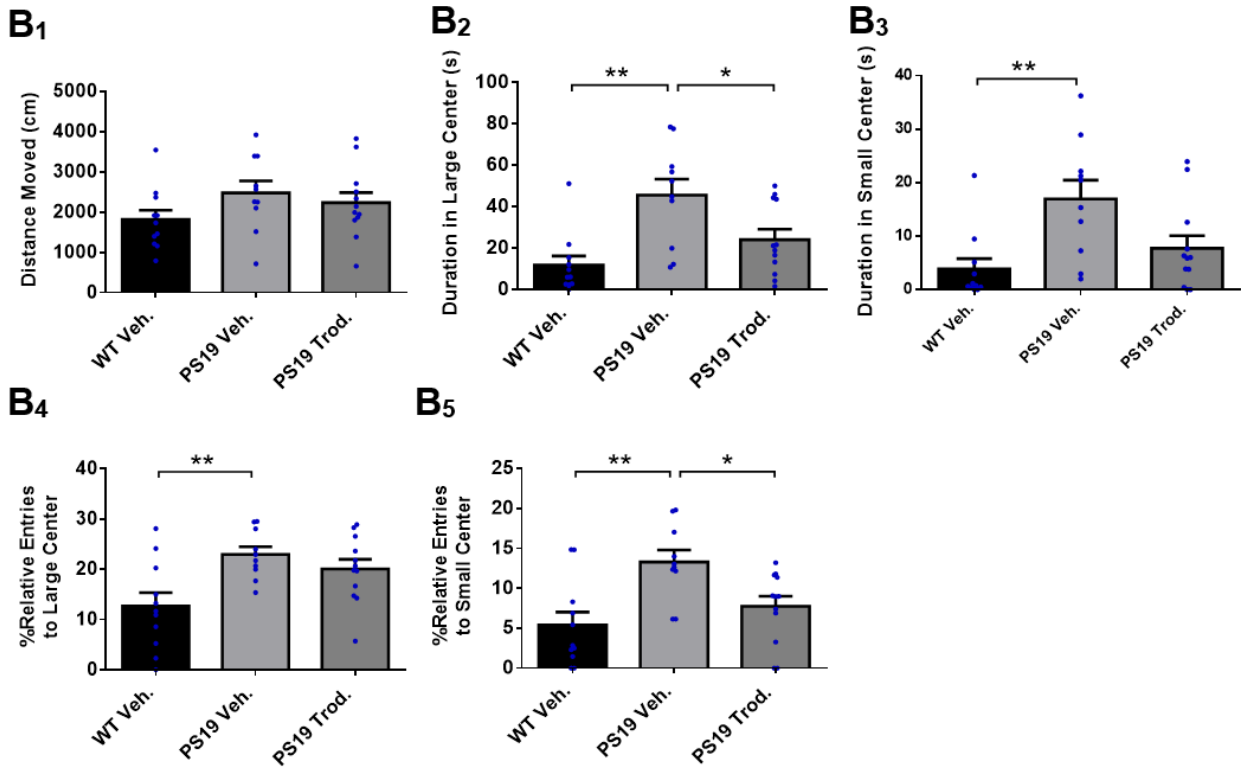 B1
Distance Moved (cm)
5000
4000
3000
2000
1000
0
WT Veh.
PS19 Veh.
PS19 Trod.
B2
Duration in Large Center (s)
100
80
60
40
20
0
**
*
WT Veh.
PS19 Veh.
PS19 Trod.
B3
Duration in Small Center (s)
40
30
20
10
0
**
WT Veh.
PS19 Veh.
PS19 Trod.
B4
%Relative Entries
to Large Center
40
30
20
10
0
**
WT Veh.
PS19 Veh.
PS19 Trod.
B5
%Relative Entries
to Small Center
25
20
15
10
5
0
**
*
WT Veh.
PS19 Veh.
PS19 Trod.